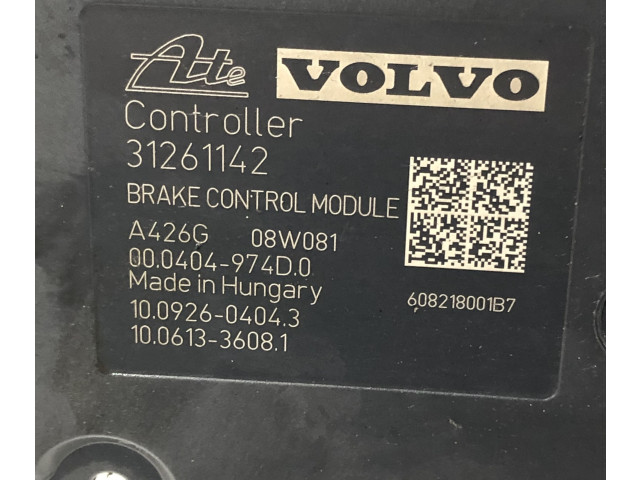 Ate VOLVO
Controller
31261142
BRAKE CONTROL MODULE
A426G 08W081
00.0404-974D.0
Made in Hungary
10.0926-0404.3
10.0613-3608.1
608218001B7